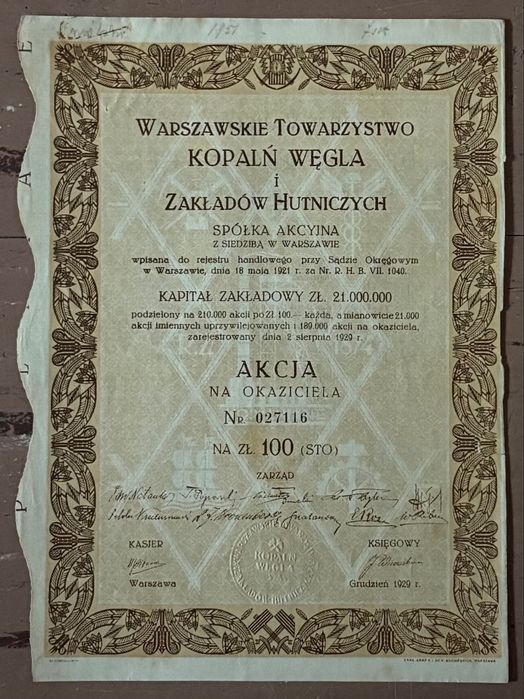 1951
WARSZAWSKIE TOWARZYSTWO
KOPALŃ WĘGLA
I
ZAKŁADÓW HUTNICZYCH
SPÓŁKA AKCYJNA
Z SIEDZIBĄ W WARSZAWIE
wpisana do rejestru handlowego przy Sądzie Okręgowym
w Warszawie, dnia 18 maja 1921 r. za Nr. R. H. B. VII. 1040.
KAPITAŁ ZAKŁADOWY ZŁ. 21.000.000
podzielony na 210.000 akcji po Zł. 100.— każda, a mianowicie 21.000
akcji imiennych uprzywilejowanych i 189.000 akcji na okaziciela,
zarejestrowany dnia 2 sierpnia 1929 r.
AKCJA
NA OKAZICIELA
NR. 027116
NA ZŁ. 100 (STO)
ZARZĄD
KASJER
KSIĘGOWY
KOPALŃ
WĘGLA
Warszawa
Grudzień 1929 r.